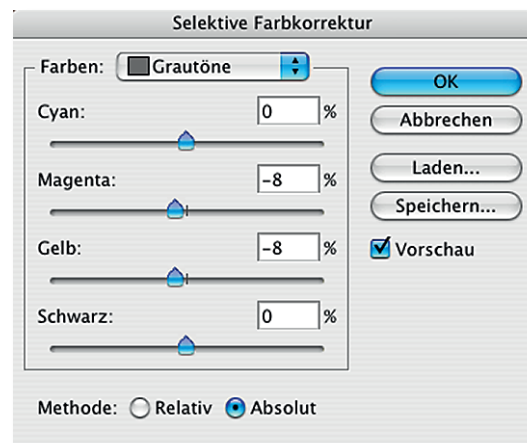 Selektive Farbkorrektur
Farben: Grautöne
Cyan: 0 %
Magenta: -8 %
Gelb: -8 %
Schwarz: 0 %
Methode: Relativ Absolut
OK
Abbrechen
Laden...
Speichern...
Vorschau